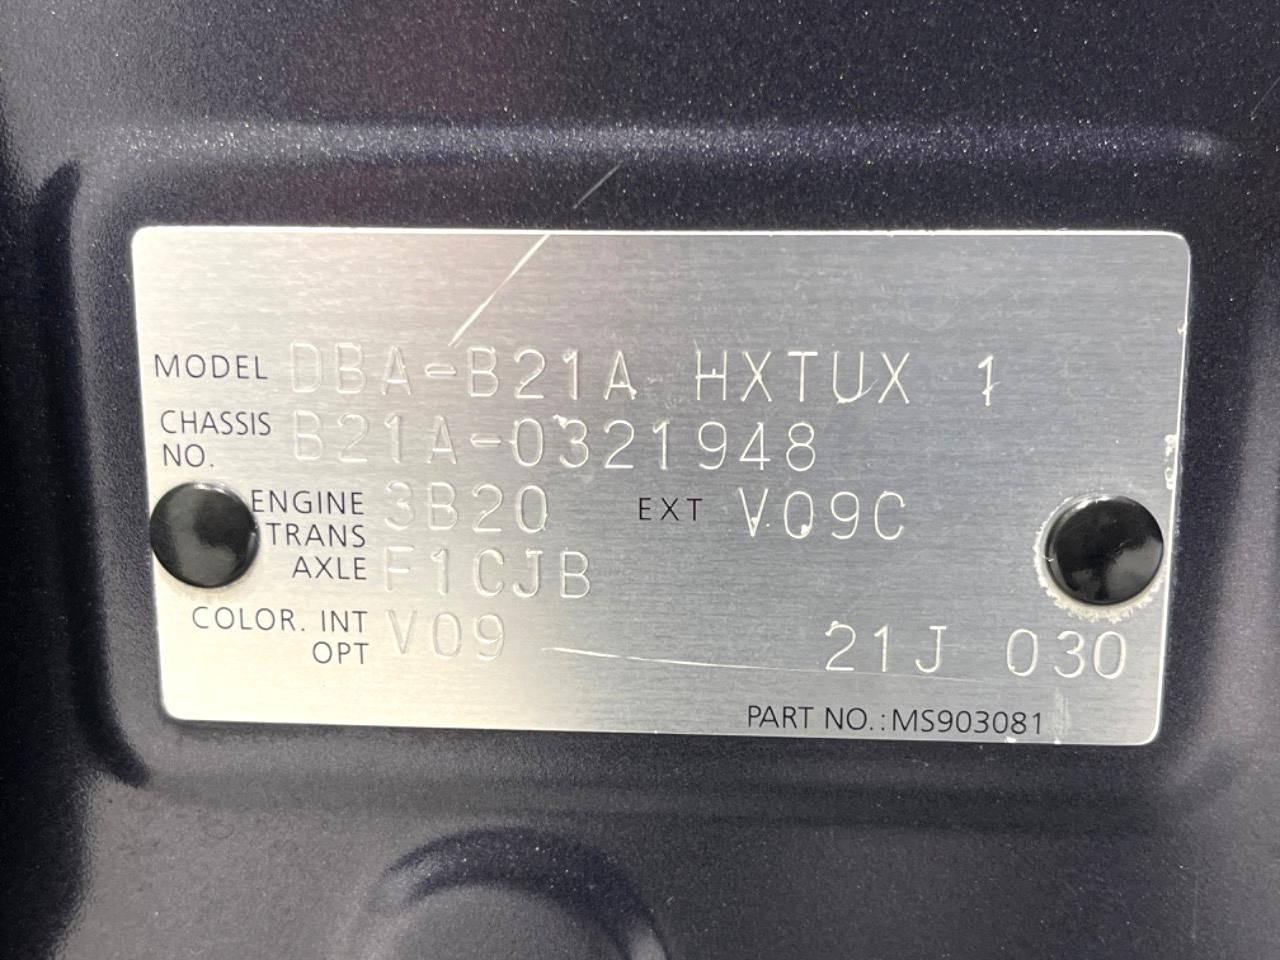 MODEL DBA-B21A HXTUX 1
CHASSIS NO. B21A-0321948
ENGINE 3B20 EXT V09C
TRANS AXLE F1CJB
COLOR. INT V09
OPT 21J 030
PART NO.:MS903081